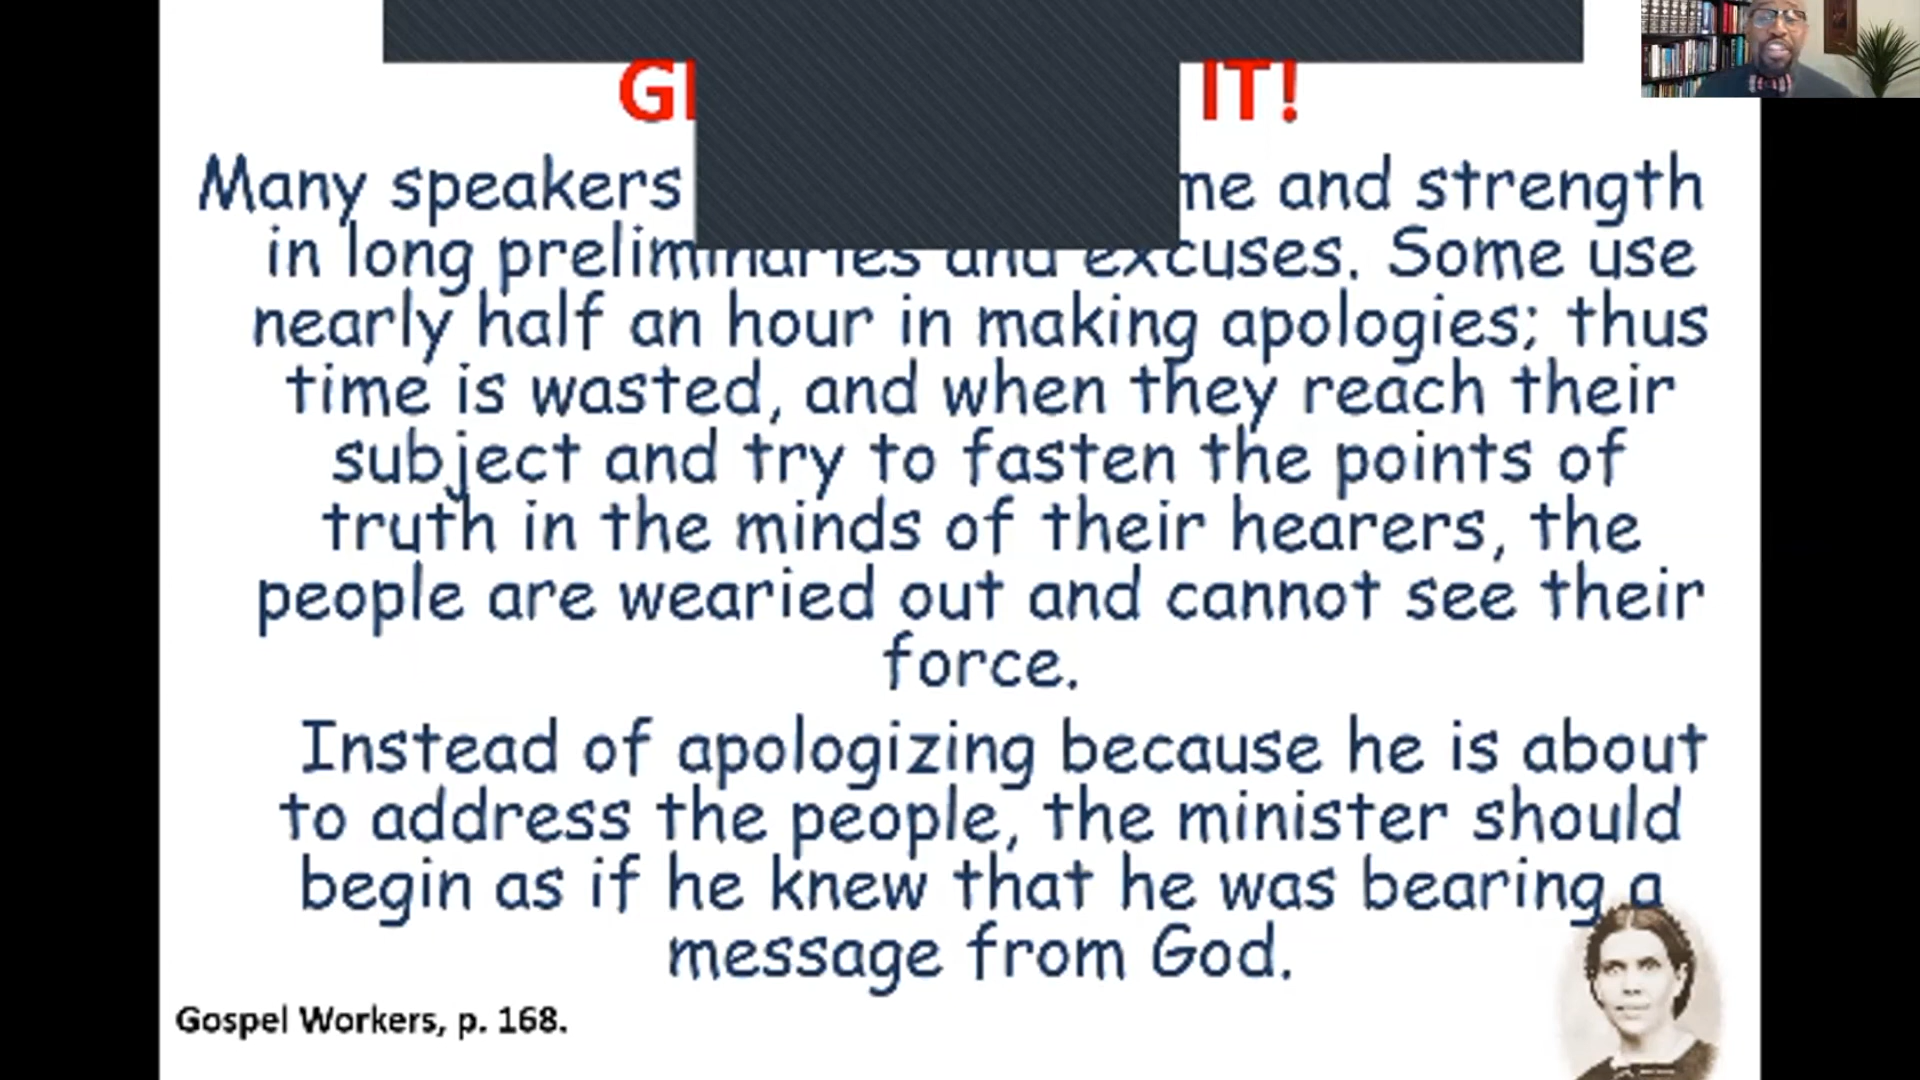 IT!
Many speakers and strength
in long preliminaries and excuses. Some use
nearly half an hour in making apologies; thus
time is wasted, and when they reach their
subject and try to fasten the points of
truth in the minds of their hearers, the
people are wearied out and cannot see their
force.
Instead of apologizing because he is about
to address the people, the minister should
begin as if he knew that he was bearing a
message from God.
Gospel Workers, p. 168.